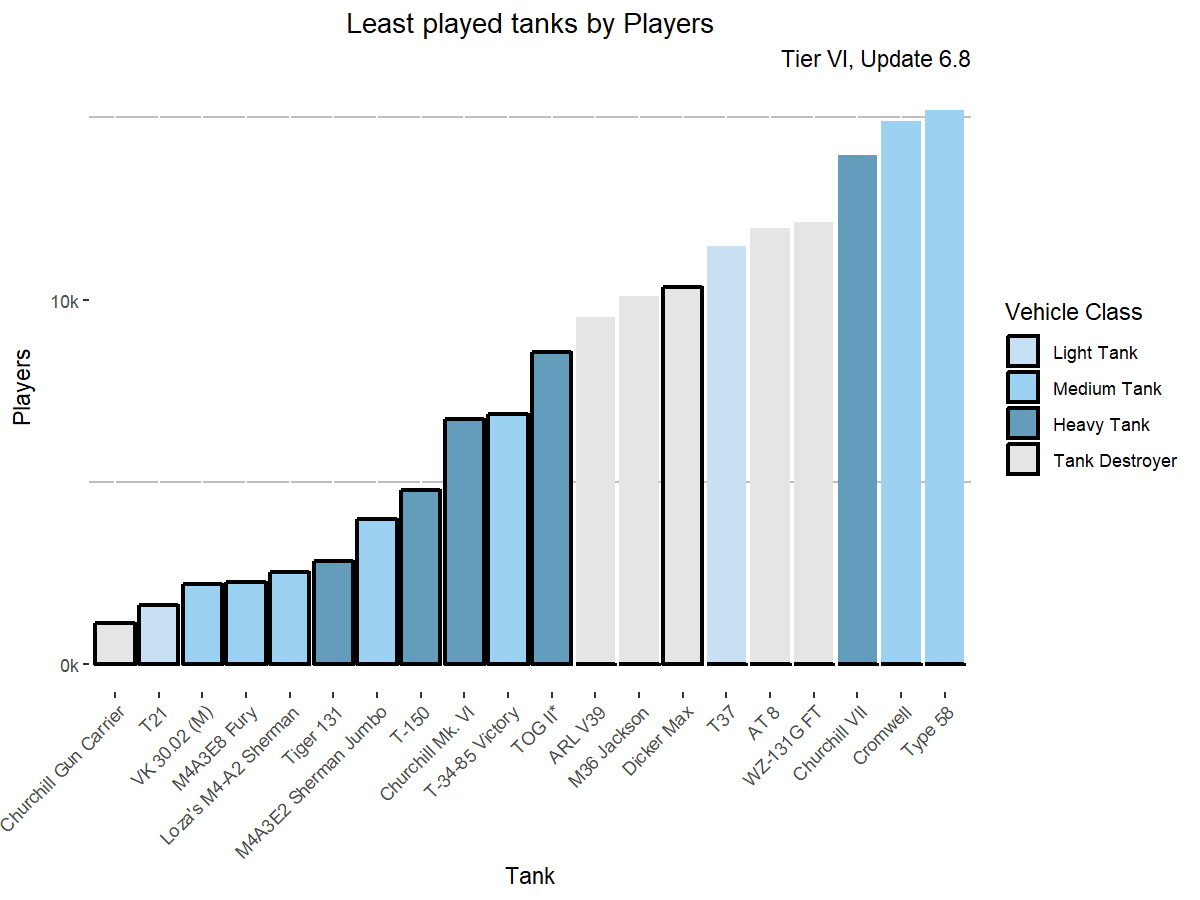 Least played tanks by Players
Tier VI, Update 6.8
Players
10k
0k
Churchill Gun Carrier
T21
VK 30.02 (M)
M4A3E8 Fury
Loza's M4-A2 Sherman
Tiger 131
M4A3E2 Sherman Jumbo
T-150
Churchill Mk. VI
T-34-85 Victory
TOG II*
ARL V39
M36 Jackson
Dicker Max
T37
AT 8
WZ-131G FT
Churchill VII
Cromwell
Type 58
Tank
Vehicle Class
Light Tank
Medium Tank
Heavy Tank
Tank Destroyer